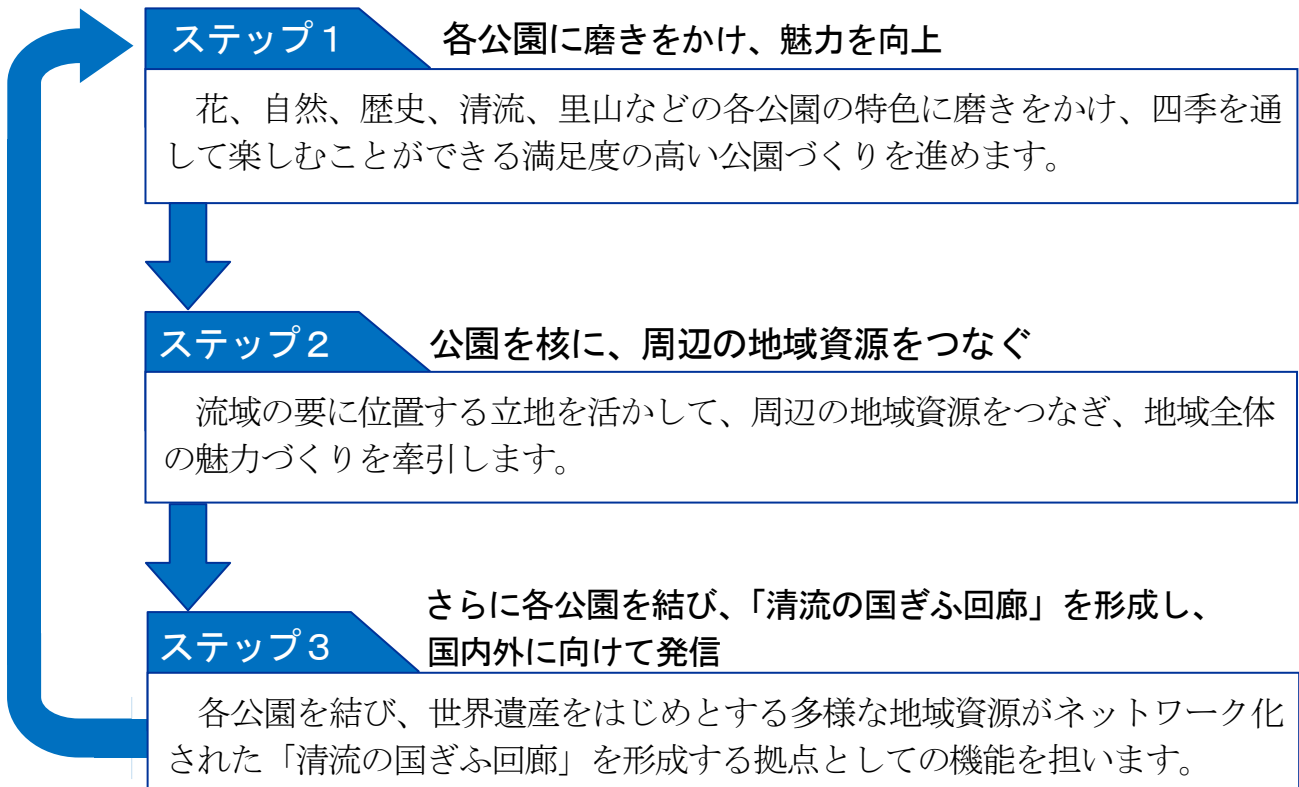 ステップ1
各公園に磨きをかけ、魅力を向上
花、自然、歴史、清流、里山などの各公園の特色に磨きをかけ、四季を通
して楽しむことができる満足度の高い公園づくりを進めます。
ステップ2
公園を核に、周辺の地域資源をつなぐ
流域の要に位置する立地を活かして、周辺の地域資源をつなぎ、地域全体
の魅力づくりを牽引します。
ステップ3
さらに各公園を結び、「清流の国ぎふ回廊」を形成し、
国内外に向けて発信
各公園を結び、世界遺産をはじめとする多様な地域資源がネットワーク化
された「清流の国ぎふ回廊」を形成する拠点としての機能を担います。